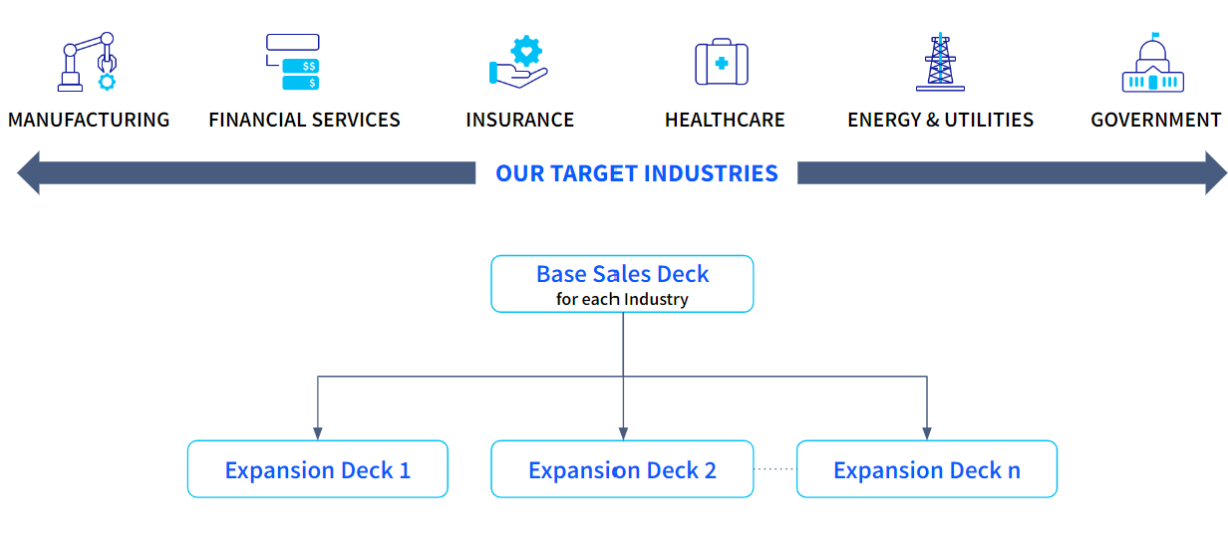 $$
$
MANUFACTURING
FINANCIAL SERVICES
INSURANCE
HEALTHCARE
ENERGY & UTILITIES
GOVERNMENT
OUR TARGET INDUSTRIES
Base Sales Deck
for each Industry
Expansion Deck 1
Expansion Deck 2
Expansion Deck n